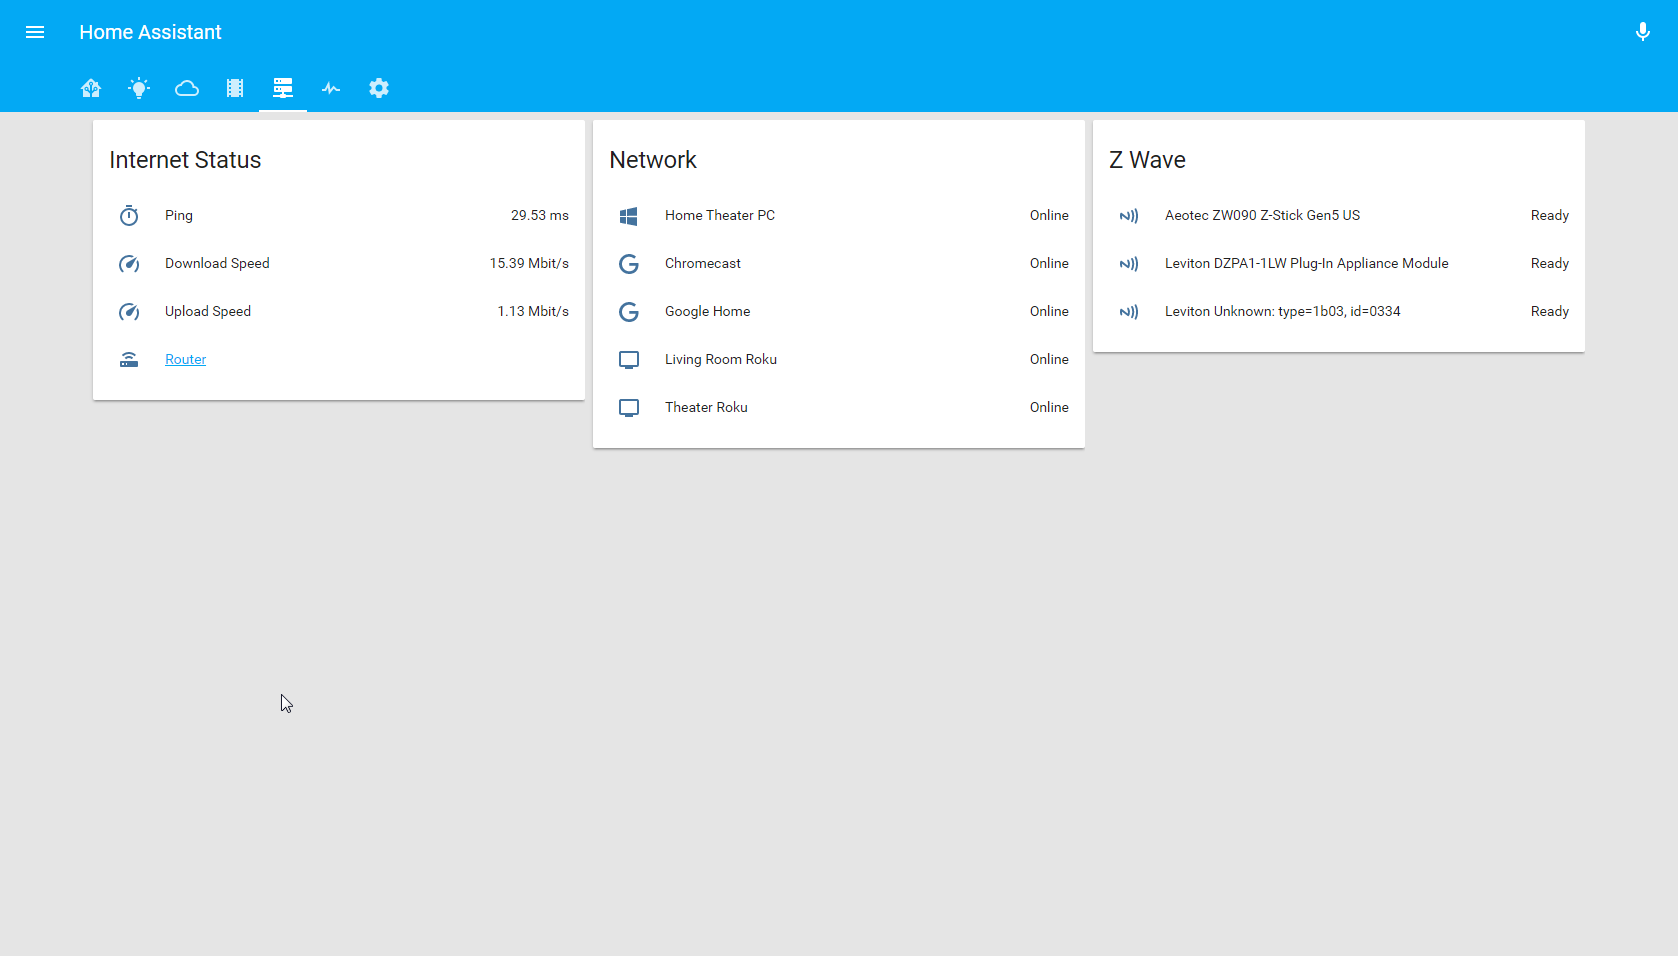 Home Assistant
Internet Status
Ping 29.53 ms
Download Speed 15.39 Mbit/s
Upload Speed 1.13 Mbit/s
Router
Network
Home Theater PC Online
Chromecast Online
Google Home Online
Living Room Roku Online
Theater Roku Online
Z Wave
Aeotec ZW090 Z-Stick Gen5 US Ready
Leviton DZPA1-1LW Plug-In Appliance Module Ready
Leviton Unknown: type=1b03, id=0334 Ready